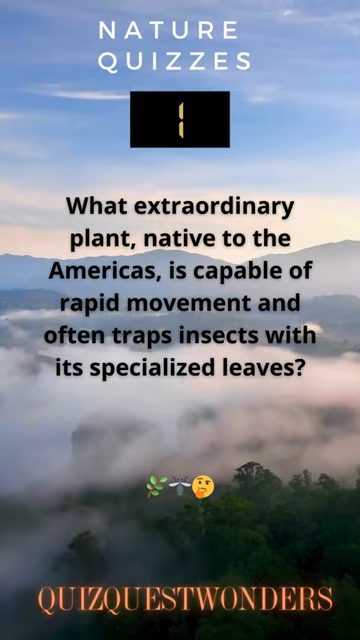 NATURE
QUIZZES
1
What extraordinary
plant, native to the
Americas, is capable of
rapid movement and
often traps insects with
its specialized leaves?
🌿🦟🤔
QUIZQUESTWONDERS